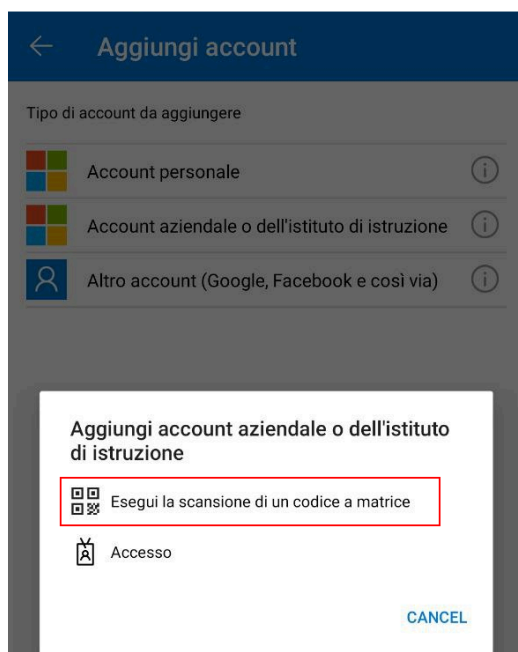 Aggiungi account
Tipo di account da aggiungere
Account personale
Account aziendale o dell'istituto di istruzione
Altro account (Google, Facebook e così via)
Aggiungi account aziendale o dell'istituto
di istruzione
Esegui la scansione di un codice a matrice
Accesso
CANCEL